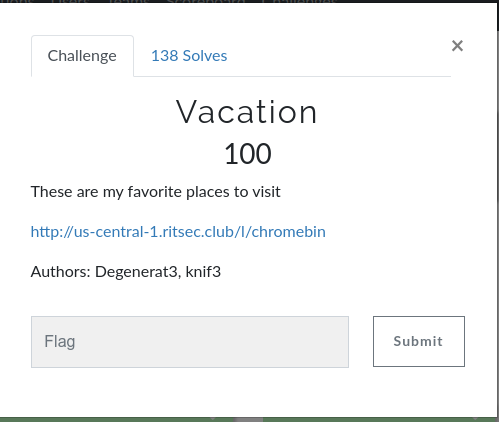 Challenge
138 Solves
×
Vacation
100
These are my favorite places to visit
http://us-central-1.ritsec.club/l/chromebin
Authors: Degenerat3, knif3
Flag
Submit